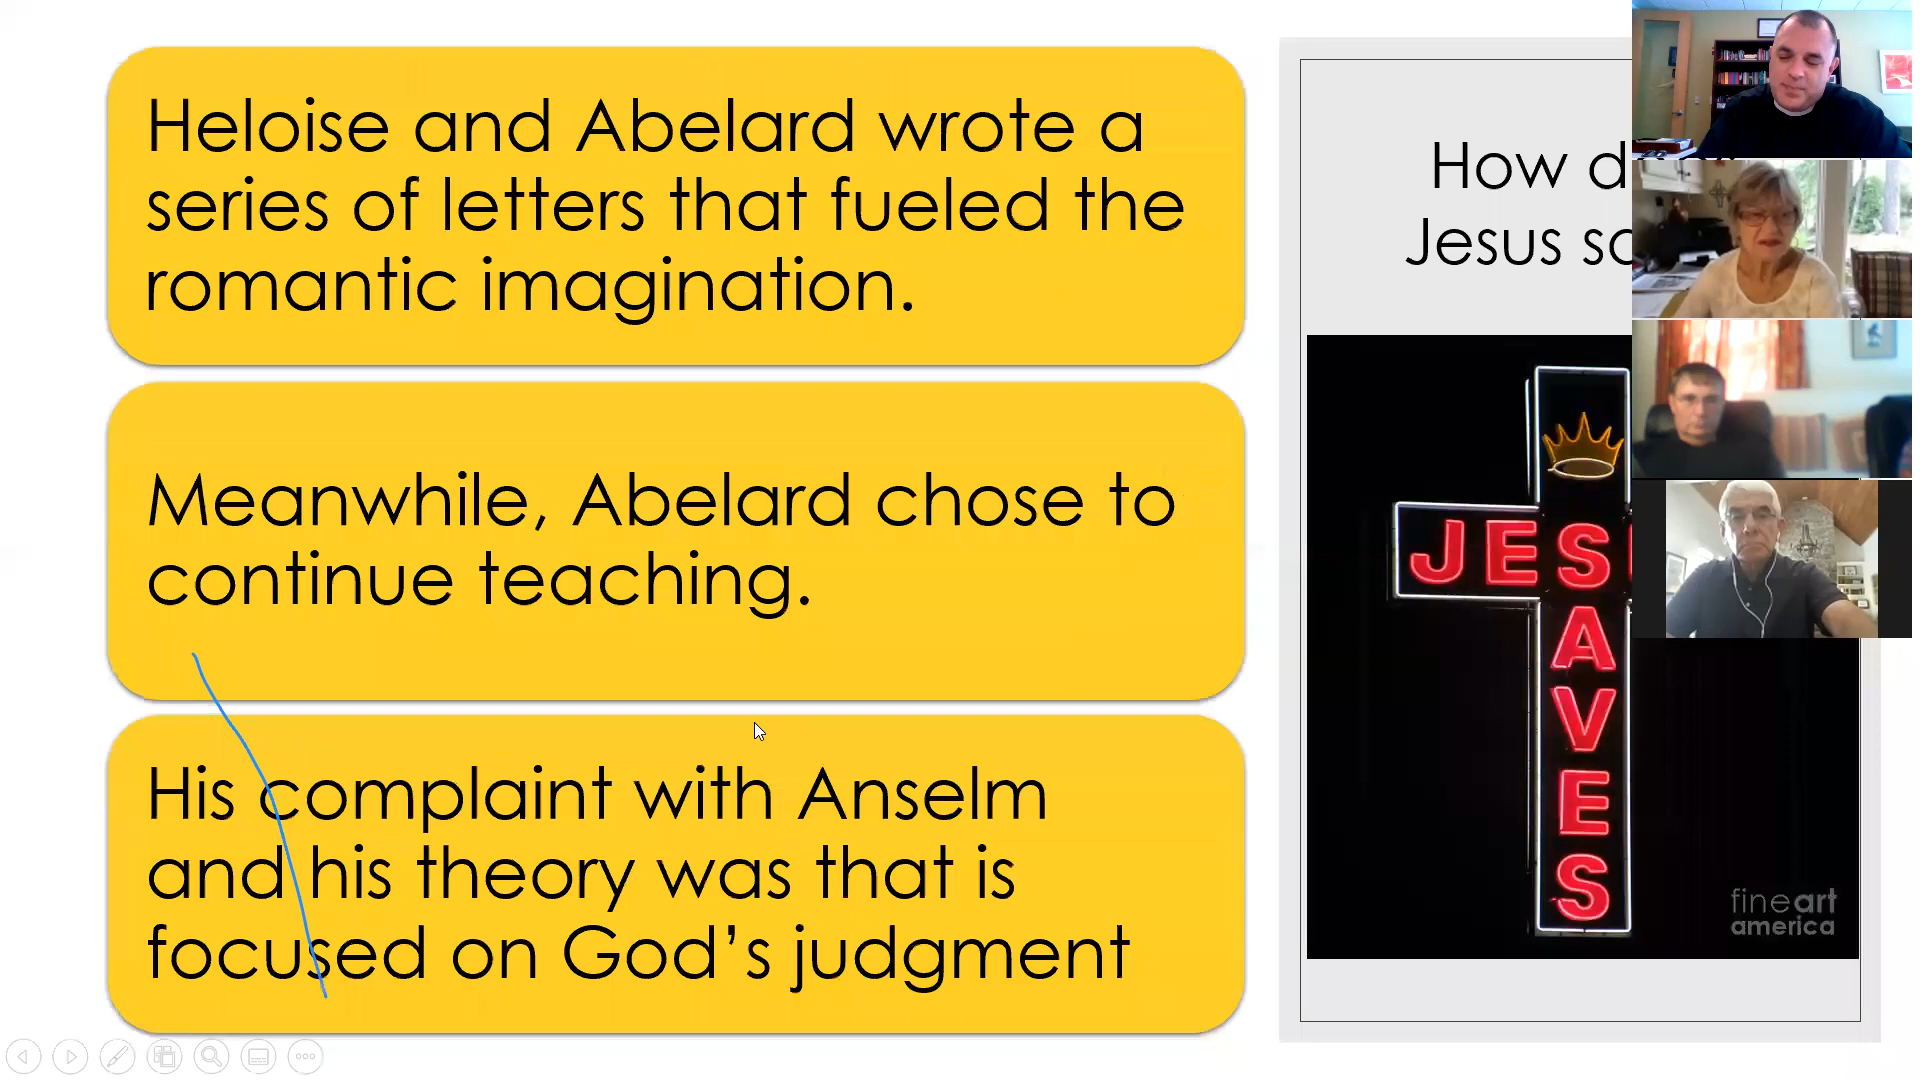 Heloise and Abelard wrote a
series of letters that fueled the
romantic imagination.
Meanwhile, Abelard chose to
continue teaching.
His complaint with Anselm
and his theory was that is
focused on God’s judgment
How d
Jesus sa
JES
SAVES
fineart
america